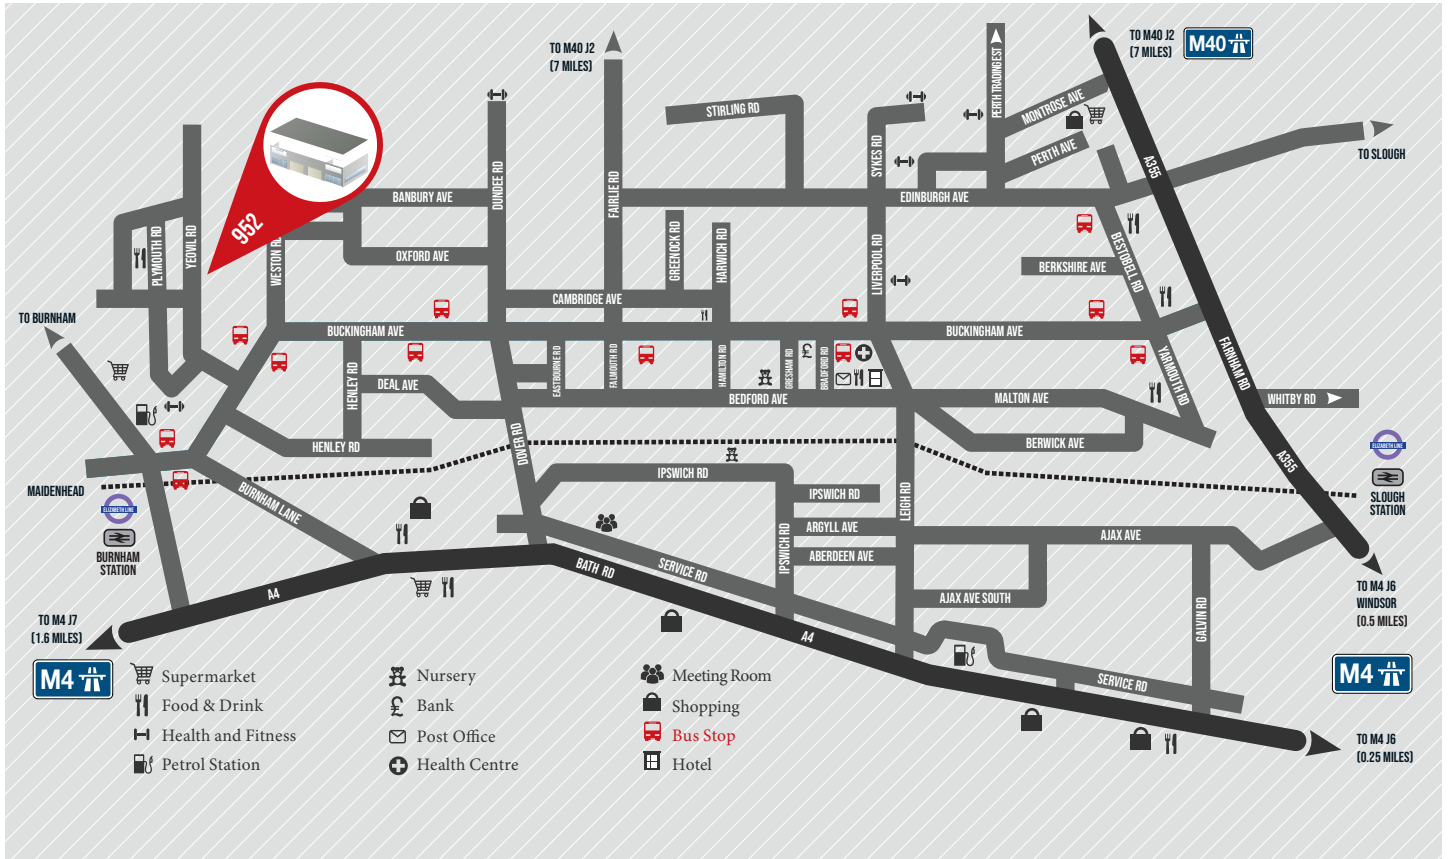 TO M40 J2
(7 MILES)
TO M40 J2
(7 MILES)
M40
PERTH TRADING EST
MONTROSE AVE
STIRLING RD
PERTH AVE
A355
TO SLOUGH
SYKES RD
DUNDEE RD
FAIRLIE RD
BANBURY AVE
EDINBURGH AVE
952
PLYMOUTH RD
YEOVIL RD
WESTON RD
OXFORD AVE
GREENOCK RD
HARWICH RD
LIVERPOOL RD
BESTOBELL RD
BERKSHIRE AVE
CAMBRIDGE AVE
TO BURNHAM
BUCKINGHAM AVE
BUCKINGHAM AVE
EASTBOURNE RD
FALMOUTH RD
HAMILTON RD
GRESHAM RD
BRADFORD RD
YARMOUTH RD
FARNHAM RD
HENLEY RD
DEAL AVE
BEDFORD AVE
MALTON AVE
WHITBY RD
HENLEY RD
DOVER RD
BERWICK AVE
A355
ELIZABETH LINE
SLOUGH
STATION
MAIDENHEAD
ELIZABETH LINE
BURNHAM
STATION
BURNHAM LANE
IPSWICH RD
IPSWICH RD
IPSWICH RD
LEIGH RD
ARGYLL AVE
ABERDEEN AVE
AJAX AVE
AJAX AVE SOUTH
GALVIN RD
BATH RD
SERVICE RD
A4
A4
SERVICE RD
TO M4 J6
WINDSOR
(0.5 MILES)
M4
TO M4 J7
(1.6 MILES)
M4
TO M4 J6
(0.25 MILES)
Supermarket
Food & Drink
Health and Fitness
Petrol Station
Nursery
Bank
Post Office
Health Centre
Meeting Room
Shopping
Bus Stop
Hotel